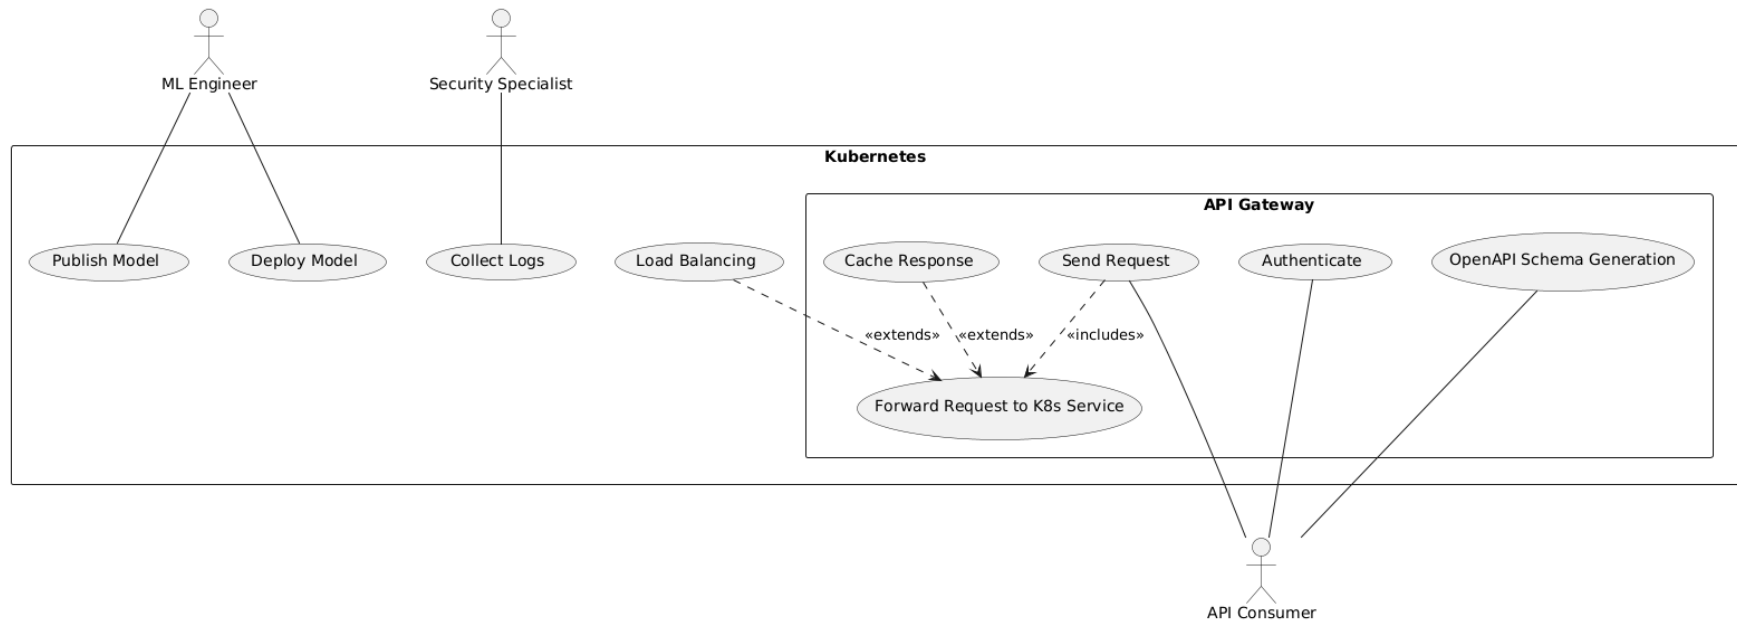 ML Engineer
Security Specialist
Kubernetes
API Gateway
Publish Model
Deploy Model
Collect Logs
Load Balancing
Cache Response
Send Request
Authenticate
OpenAPI Schema Generation
«extends»
«extends»
«includes»
Forward Request to K8s Service
API Consumer